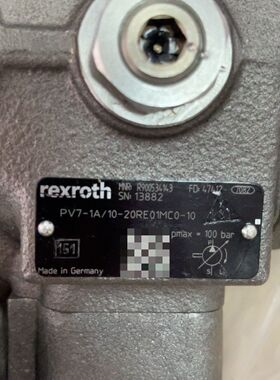 rexroth MNR: R900534143 FD: 47412 7082
SN: 13882
PV7-1A/10-20RE01MC0-10
151 pmax = 100 bar
Made in Germany
S L